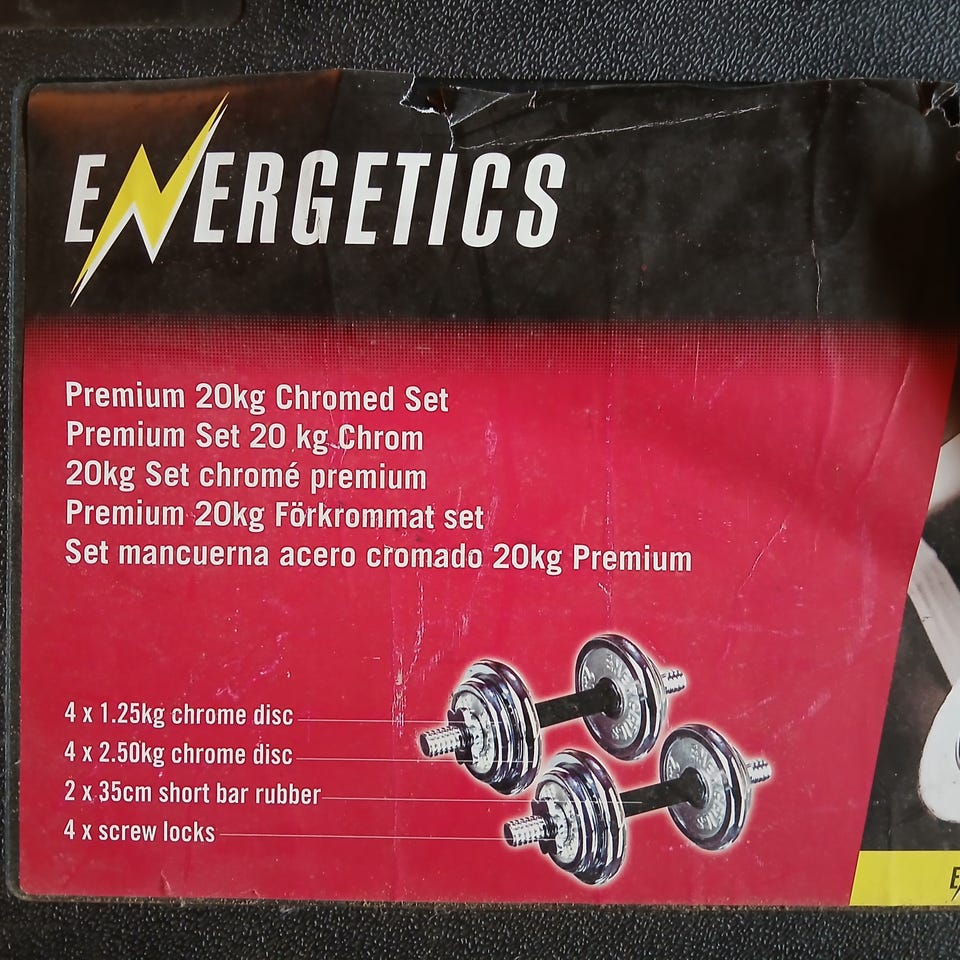 ENERGETICS
Premium 20kg Chromed Set
Premium Set 20 kg Chrom
20kg Set chromé premium
Premium 20kg Förkrommat set
Set mancuerna acero cromado 20kg Premium
4 x 1.25kg chrome disc
4 x 2.50kg chrome disc
2 x 35cm short bar rubber
4 x screw locks